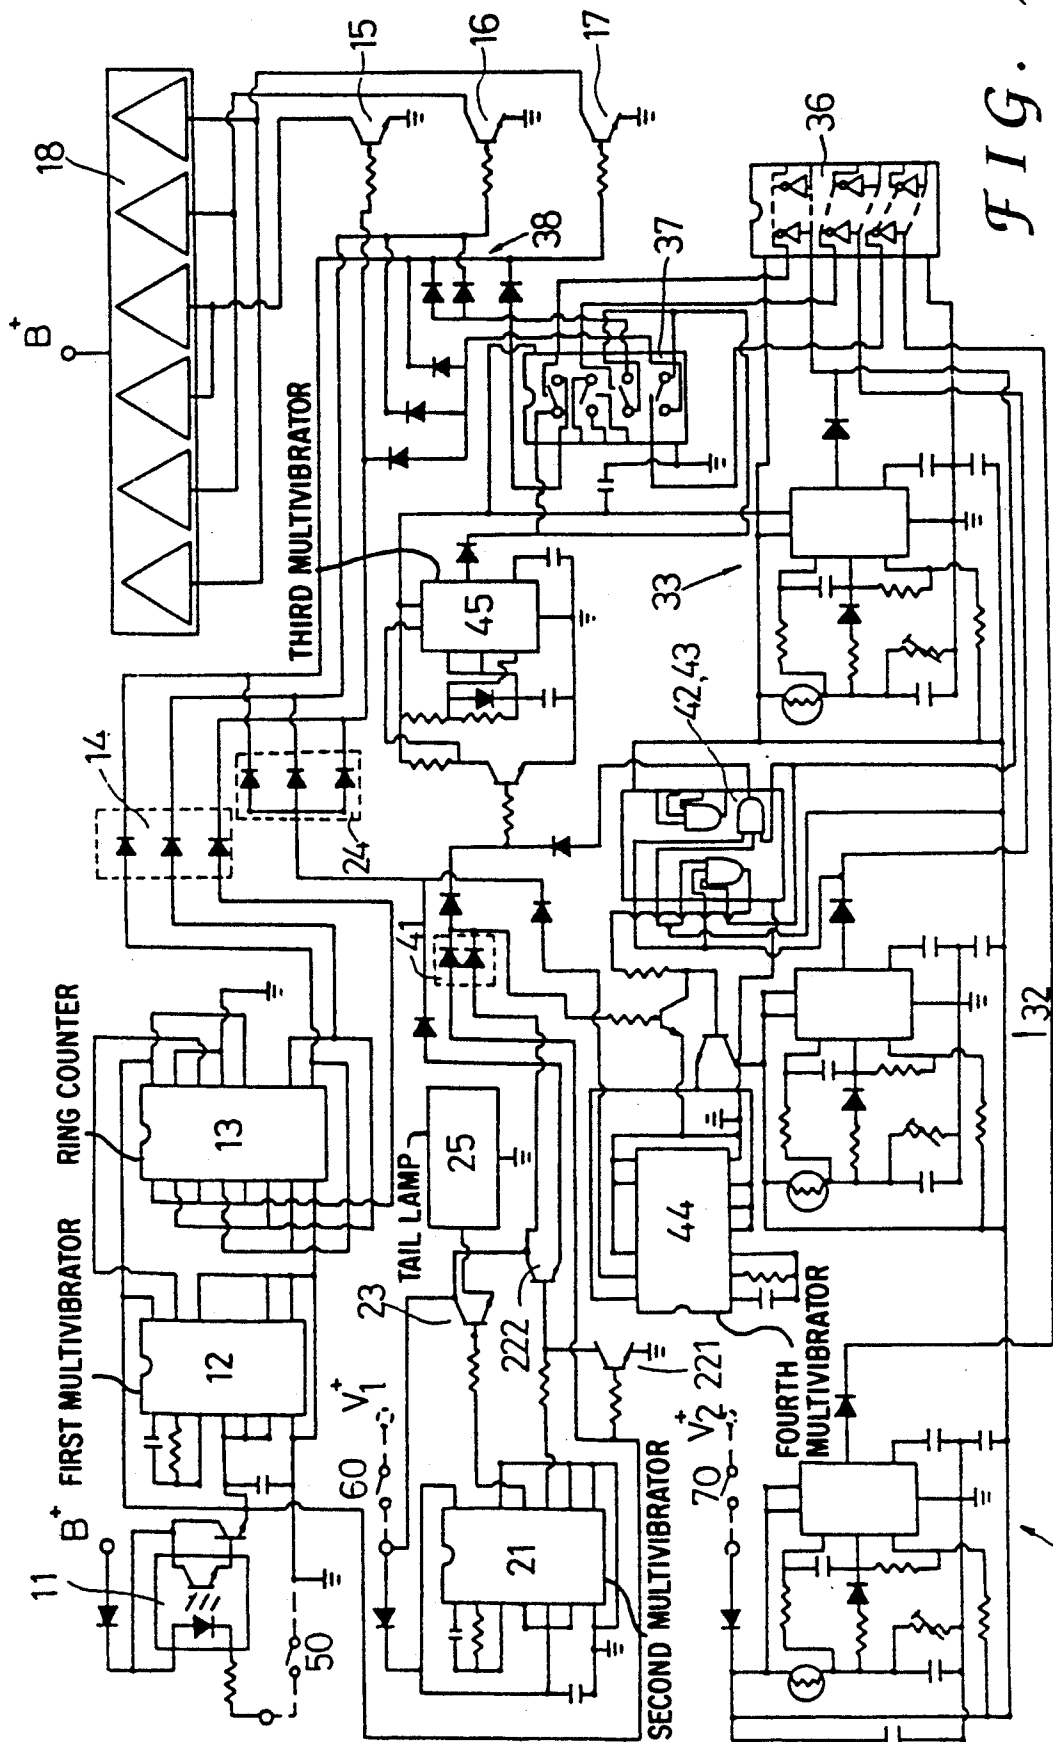 B+
18
15
16
17
36
38
37
THIRD MULTIVIBRATOR
45
33
42,43
14
24
41
RING COUNTER
13
FIRST MULTIVIBRATOR
12
TAIL LAMP
25
23
222
221
44
FOURTH
MULTIVIBRATOR
32
B+
11
50
60
V1+
21
SECOND MULTIVIBRATOR
70
V2+
FIG.